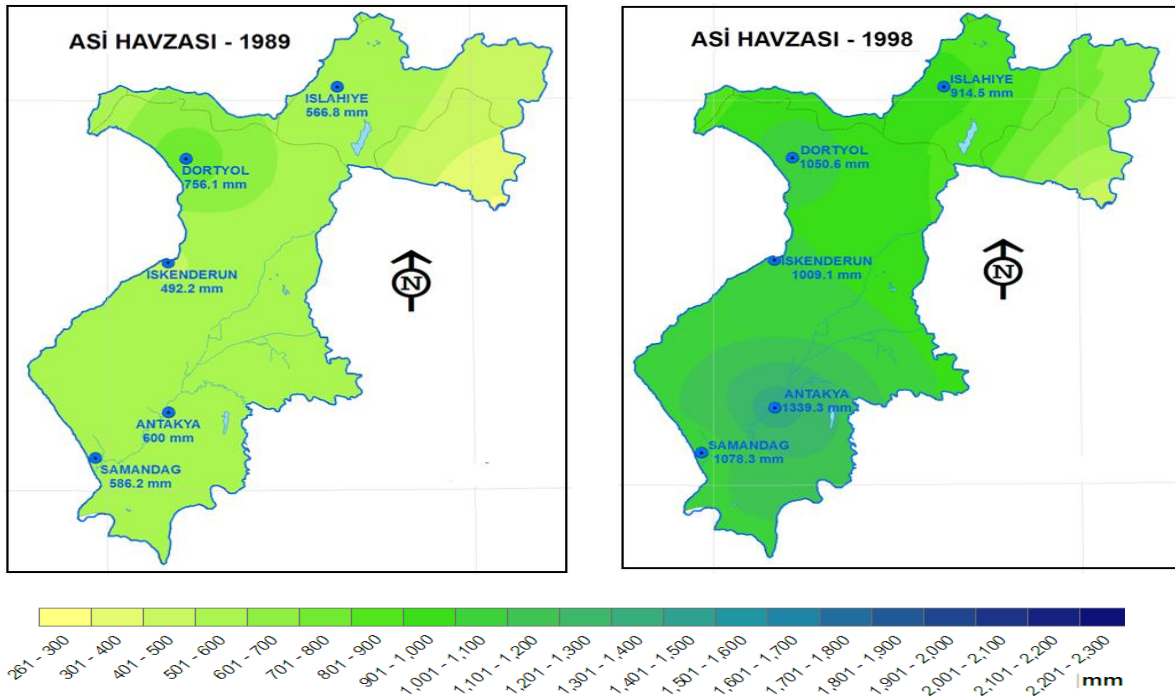 ASİ HAVZASI - 1989
ISLAHIYE
566.8 mm
DORTYOL
756.1 mm
ISKENDERUN
492.2 mm
N
ANTAKYA
600 mm
SAMANDAG
586.2 mm
ASİ HAVZASI - 1998
ISLAHIYE
914.5 mm
DORTYOL
1050.6 mm
ISKENDERUN
1009.1 mm
N
ANTAKYA
1339.3 mm
SAMANDAG
1078.3 mm
261 - 300
301 - 400
401 - 500
501 - 600
601 - 700
701 - 800
801 - 900
901 - 1,000
1,001 - 1,100
1,101 - 1,200
1,201 - 1,300
1,301 - 1,400
1,401 - 1,500
1,501 - 1,600
1,601 - 1,700
1,701 - 1,800
1,801 - 1,900
1,901 - 2,000
2,001 - 2,100
2,101 - 2,200
2,201 - 2,300
mm